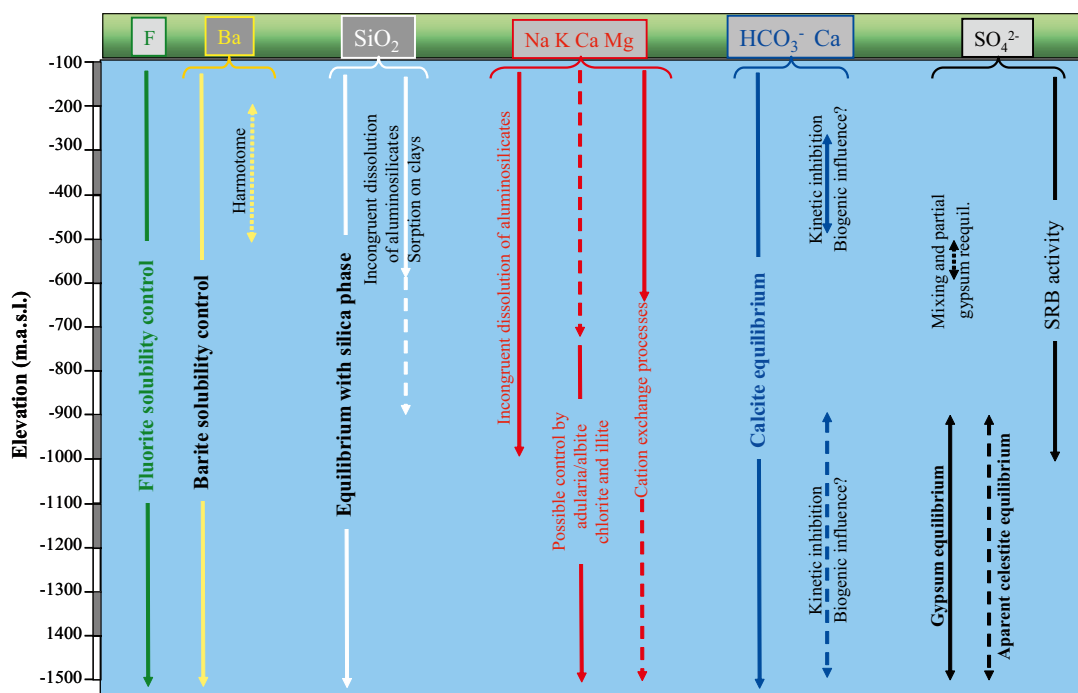 F
Ba
SiO₂
Na K Ca Mg
HCO₃⁻ Ca
SO₄²⁻
Elevation (m.a.s.l.)
-100
-200
-300
-400
-500
-600
-700
-800
-900
-1000
-1100
-1200
-1300
1400
-1500
Fluorite solubility control
Barite solubility control
Harmotome
Equilibrium with silica phase
Incongruent dissolution
of aluminosilicates
Sorption on clays
Incongruent dissolution of aluminosilicates
Possible control by
adularia/albite
chlorite and illite
Cation exchange processes
Calcite equilibrium
Kinetic inhibition
Biogenic influence?
Kinetic inhibition
Biogenic influence?
Mixing and partial
gypsum reequil.
Gypsum equilibrium
Aparent celestite equilibrium
SRB activity